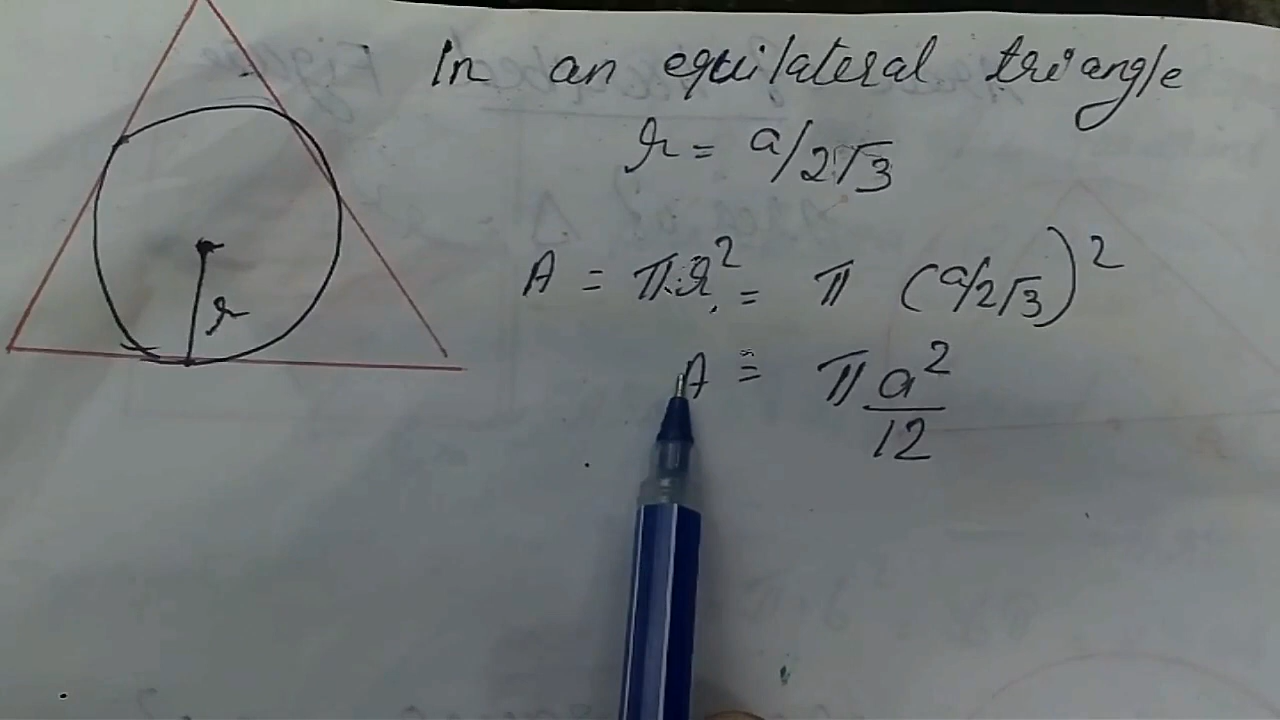 In an equilateral triangle
r = a/2√3
A = πr² = π (a/2√3)²
r
A = πa²/12